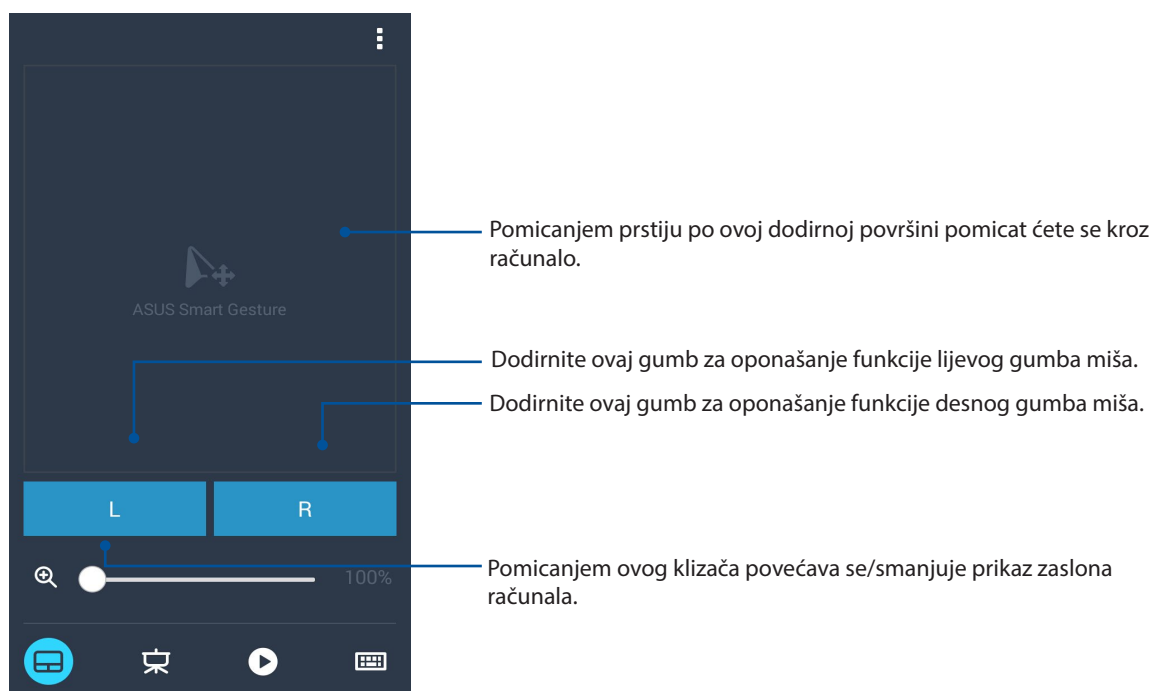 Pomicanjem prstiju po ovoj dodirnoj površini pomicat ćete se kroz
računalo.
ASUS Smart Gesture
Dodirnite ovaj gumb za oponašanje funkcije lijevog gumba miša.
Dodirnite ovaj gumb za oponašanje funkcije desnog gumba miša.
L
R
Pomicanjem ovog klizača povećava se/smanjuje prikaz zaslona
računala.
100%